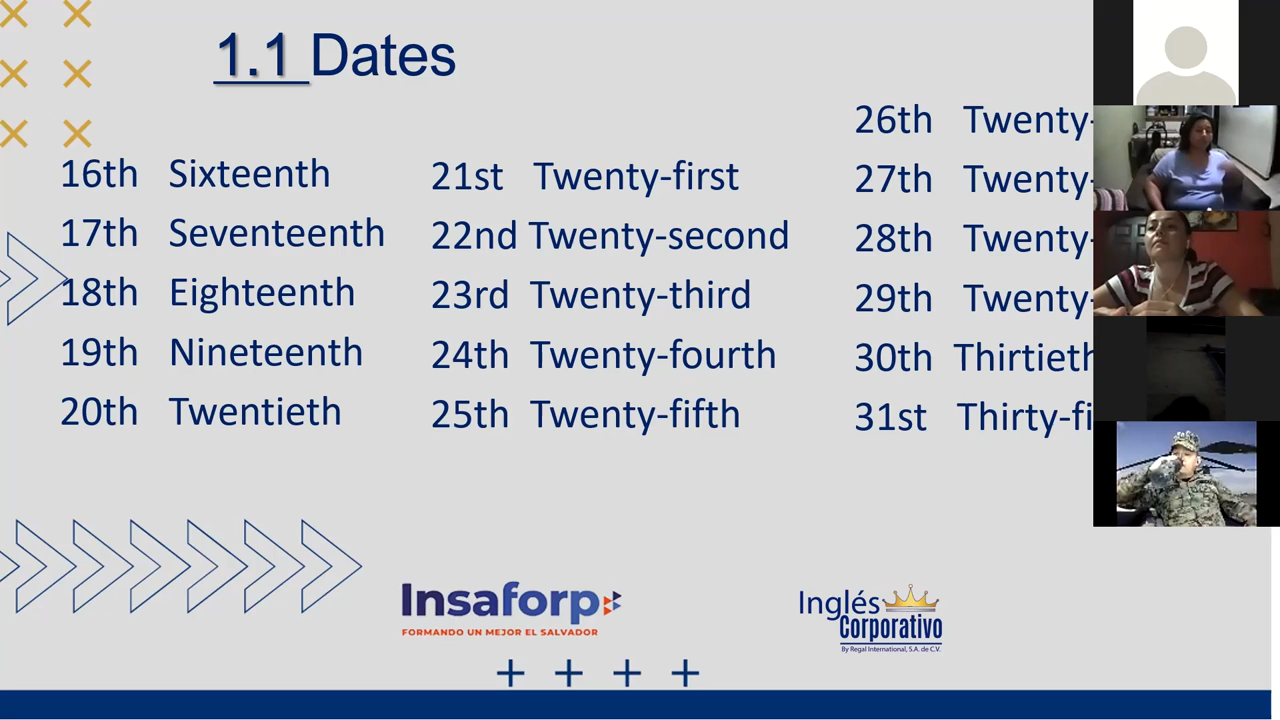 1.1 Dates
16th Sixteenth
17th Seventeenth
18th Eighteenth
19th Nineteenth
20th Twentieth
21st Twenty-first
22nd Twenty-second
23rd Twenty-third
24th Twenty-fourth
25th Twenty-fifth
26th Twenty-
27th Twenty-
28th Twenty-
29th Twenty-
30th Thirtieth
31st Thirty-fi
Insaforp
FORMANDO UN MEJOR EL SALVADOR
Inglés
Corporativo
By Regal International, S.A. de C.V.